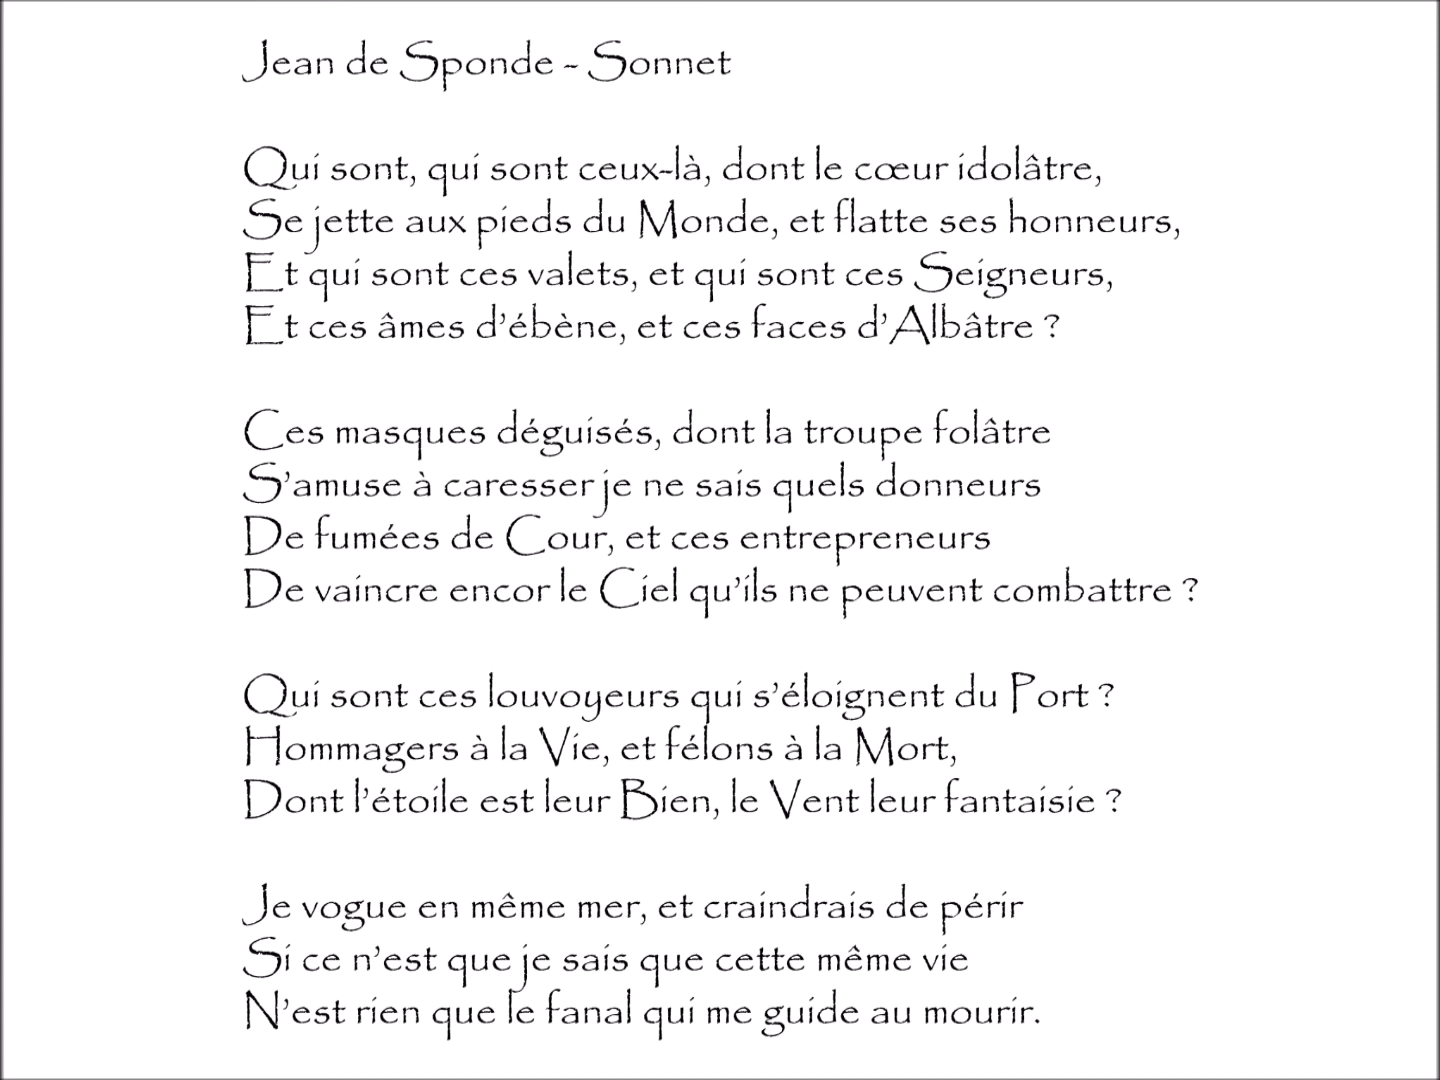 Jean de Sponde - Sonnet
Qui sont, qui sont ceux-là, dont le cœur idolâtre,
Se jette aux pieds du Monde, et flatte ses honneurs,
Et qui sont ces valets, et qui sont ces Seigneurs,
Et ces âmes d’ébène, et ces faces d’Albâtre ?
Ces masques déguisés, dont la troupe folâtre
S’amuse à caresser je ne sais quels donneurs
De fumées de Cour, et ces entrepreneurs
De vaincre encor le Ciel qu’ils ne peuvent combattre ?
Qui sont ces louvoyeurs qui s’éloignent du Port ?
Hommagers à la Vie, et félons à la Mort,
Dont l’étoile est leur Bien, le Vent leur fantaisie ?
Je vogue en même mer, et craindrais de périr
Si ce n’est que je sais que cette même vie
N’est rien que le fanal qui me guide au mourir.